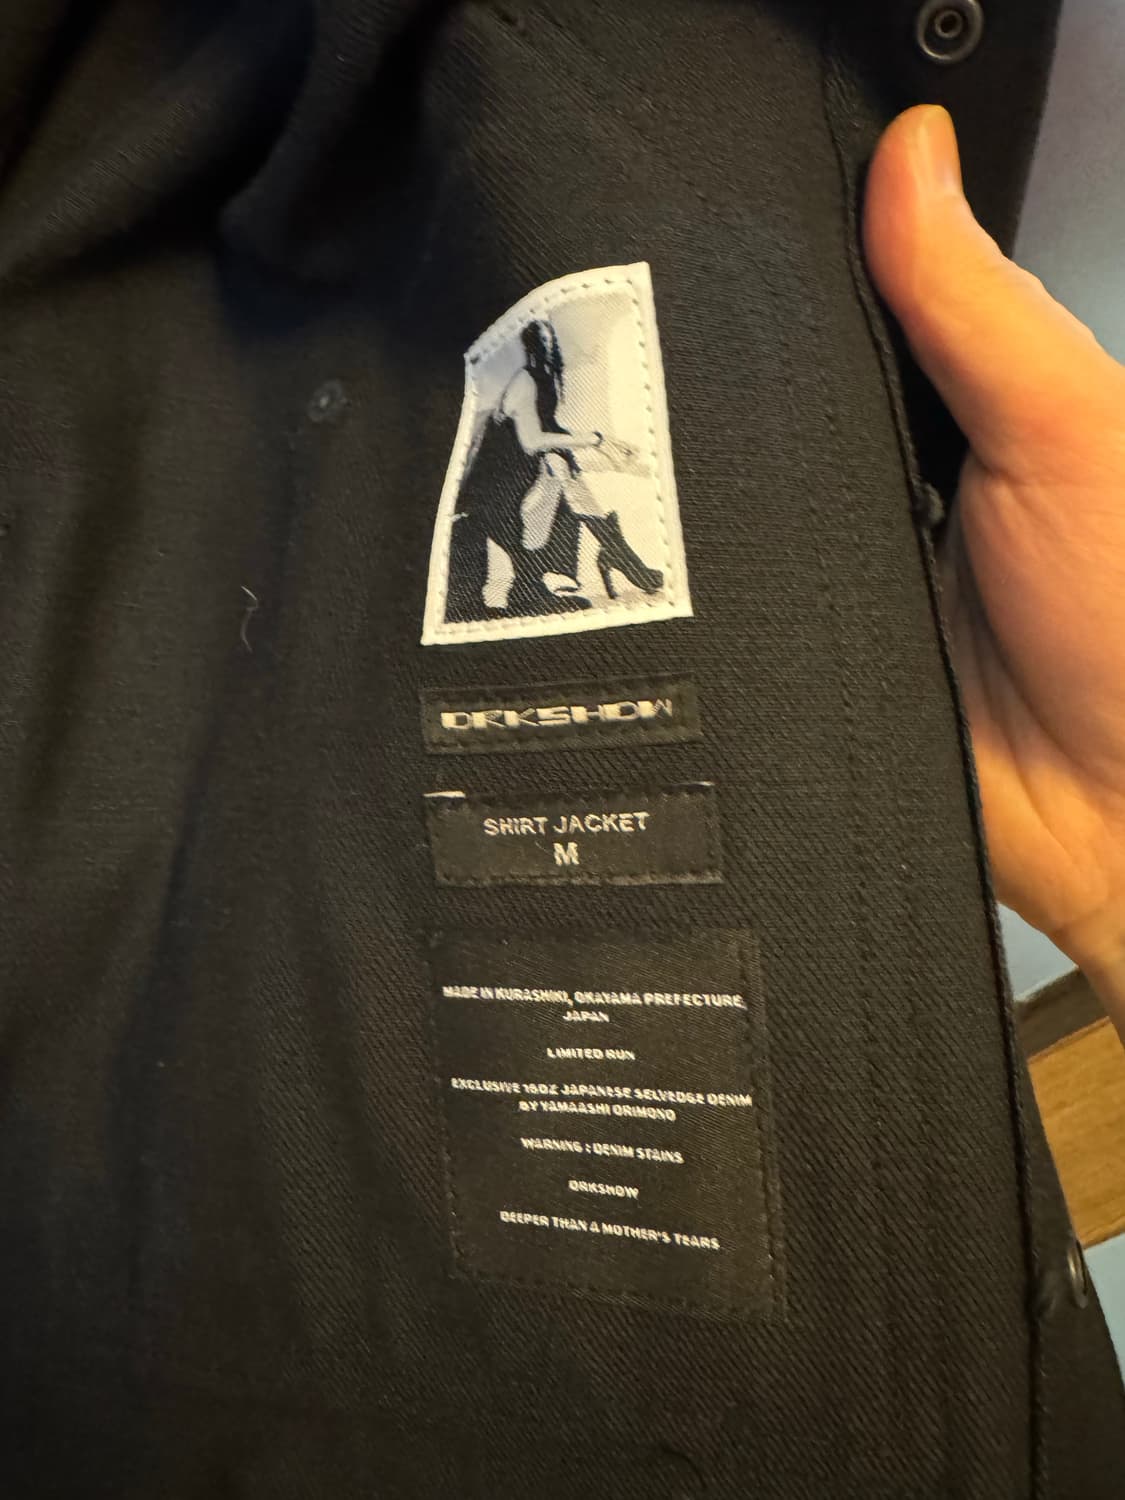 DRKSHDW
SHIRT JACKET
M
MADE IN KURASHIKI, OKAYAMA PREFECTURE,
JAPAN
LIMITED RUN
EXCLUSIVE 16OZ JAPANESE SELVEDGE DENIM
BY YAMAASHI ORIMONO
WARNING : DENIM STAINS
DRKSHDW
DEEPER THAN A MOTHER'S TEARS